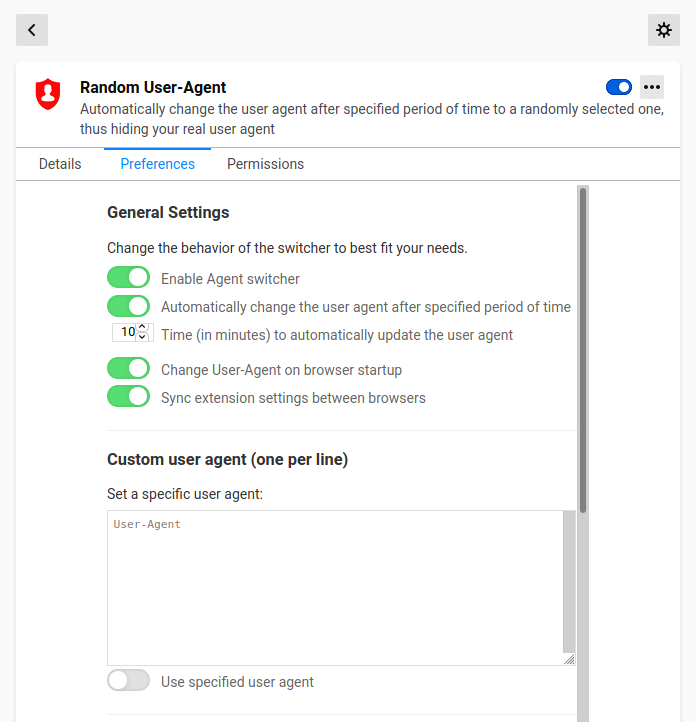 Random User-Agent
Automatically change the user agent after specified period of time to a randomly selected one,
thus hiding your real user agent
Details
Preferences
Permissions
General Settings
Change the behavior of the switcher to best fit your needs.
Enable Agent switcher
Automatically change the user agent after specified period of time
10 Time (in minutes) to automatically update the user agent
Change User-Agent on browser startup
Sync extension settings between browsers
Custom user agent (one per line)
Set a specific user agent:
User-Agent
Use specified user agent